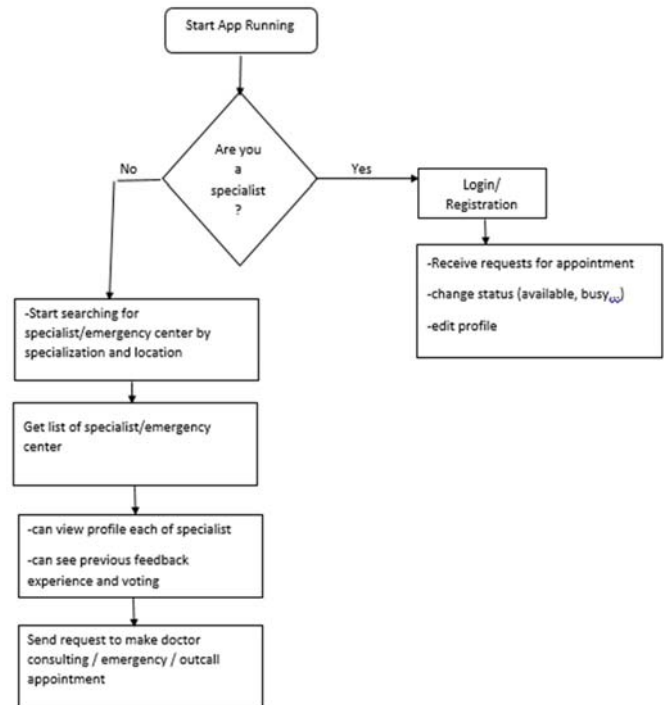 Start App Running
Are you
a
specialist
?
No
Yes
Login/
Registration
-Receive requests for appointment
-change status (available, busy,,,)
-edit profile
-Start searching for
specialist/emergency center by
specialization and location
Get list of specialist/emergency
center
-can view profile each of specialist
-can see previous feedback
experience and voting
Send request to make doctor
consulting / emergency / outcall
appointment